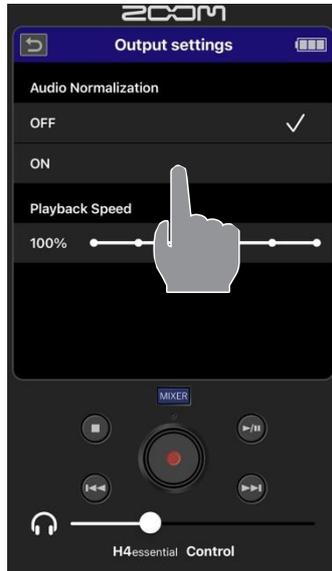 ZOOM
Output settings
Audio Normalization
OFF
ON
Playback Speed
100%
MIXER
H4essential Control